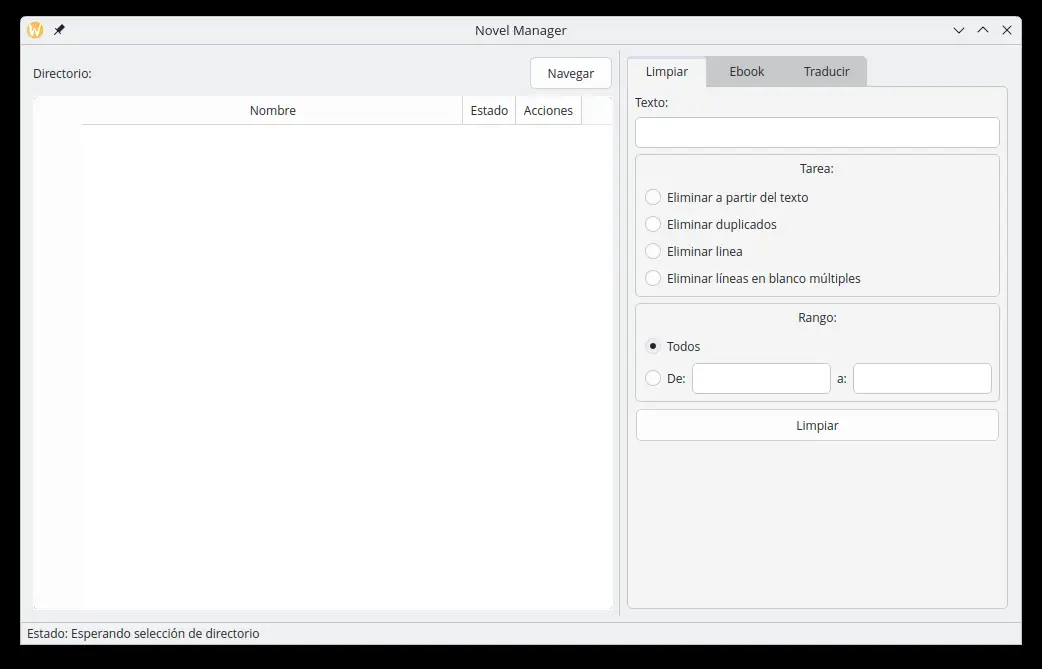 Novel Manager
Directorio:
Navegar
Nombre Estado Acciones
Limpiar Ebook Traducir
Texto:
Tarea:
Eliminar a partir del texto
Eliminar duplicados
Eliminar linea
Eliminar líneas en blanco múltiples
Rango:
Todos
De: a:
Limpiar
Estado: Esperando selección de directorio